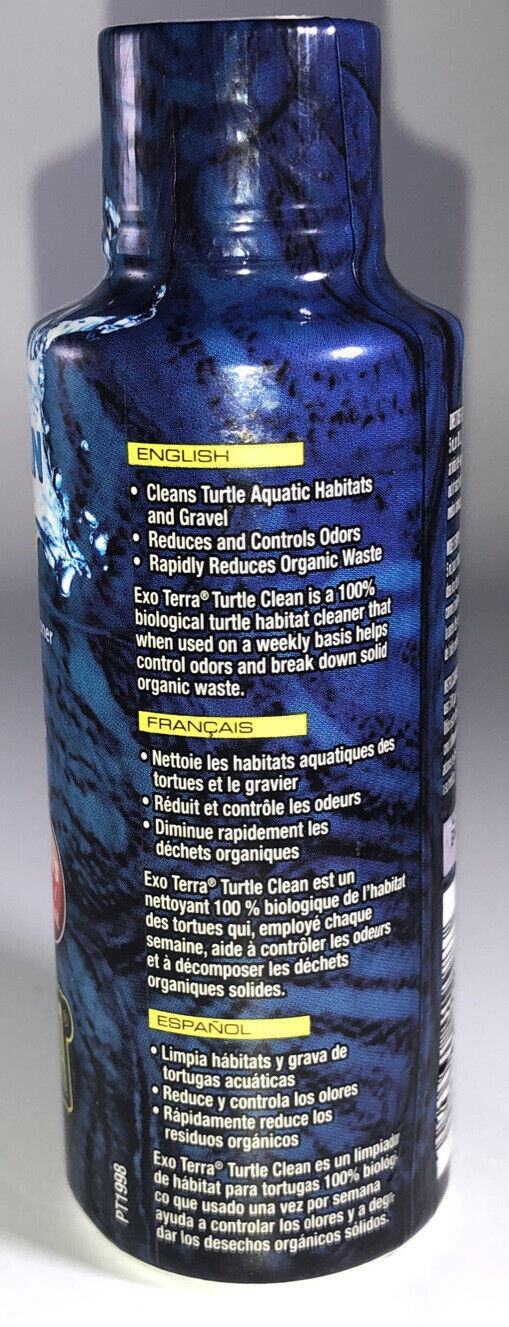 ENGLISH
• Cleans Turtle Aquatic Habitats
and Gravel
• Reduces and Controls Odors
• Rapidly Reduces Organic Waste
Exo Terra® Turtle Clean is a 100%
biological turtle habitat cleaner that
when used on a weekly basis helps
control odors and break down solid
organic waste.
FRANÇAIS
• Nettoie les habitats aquatiques des
tortues et le gravier
• Réduit et contrôle les odeurs
• Diminue rapidement les
déchets organiques
Exo Terra® Turtle Clean est un
nettoyant 100 % biologique de l'habitat
des tortues qui, employé chaque
semaine, aide à contrôler les odeurs
et à décomposer les déchets
organiques solides.
ESPAÑOL
• Limpia hábitats y grava de
tortugas acuáticas
• Reduce y controla los olores
• Rápidamente reduce los
residuos orgánicos
Exo Terra® Turtle Clean es un limpiador
de hábitat para tortugas 100% biológi-
co que usado una vez por semana
ayuda a controlar los olores y a degra-
dar los desechos orgánicos sólidos.
PT1998